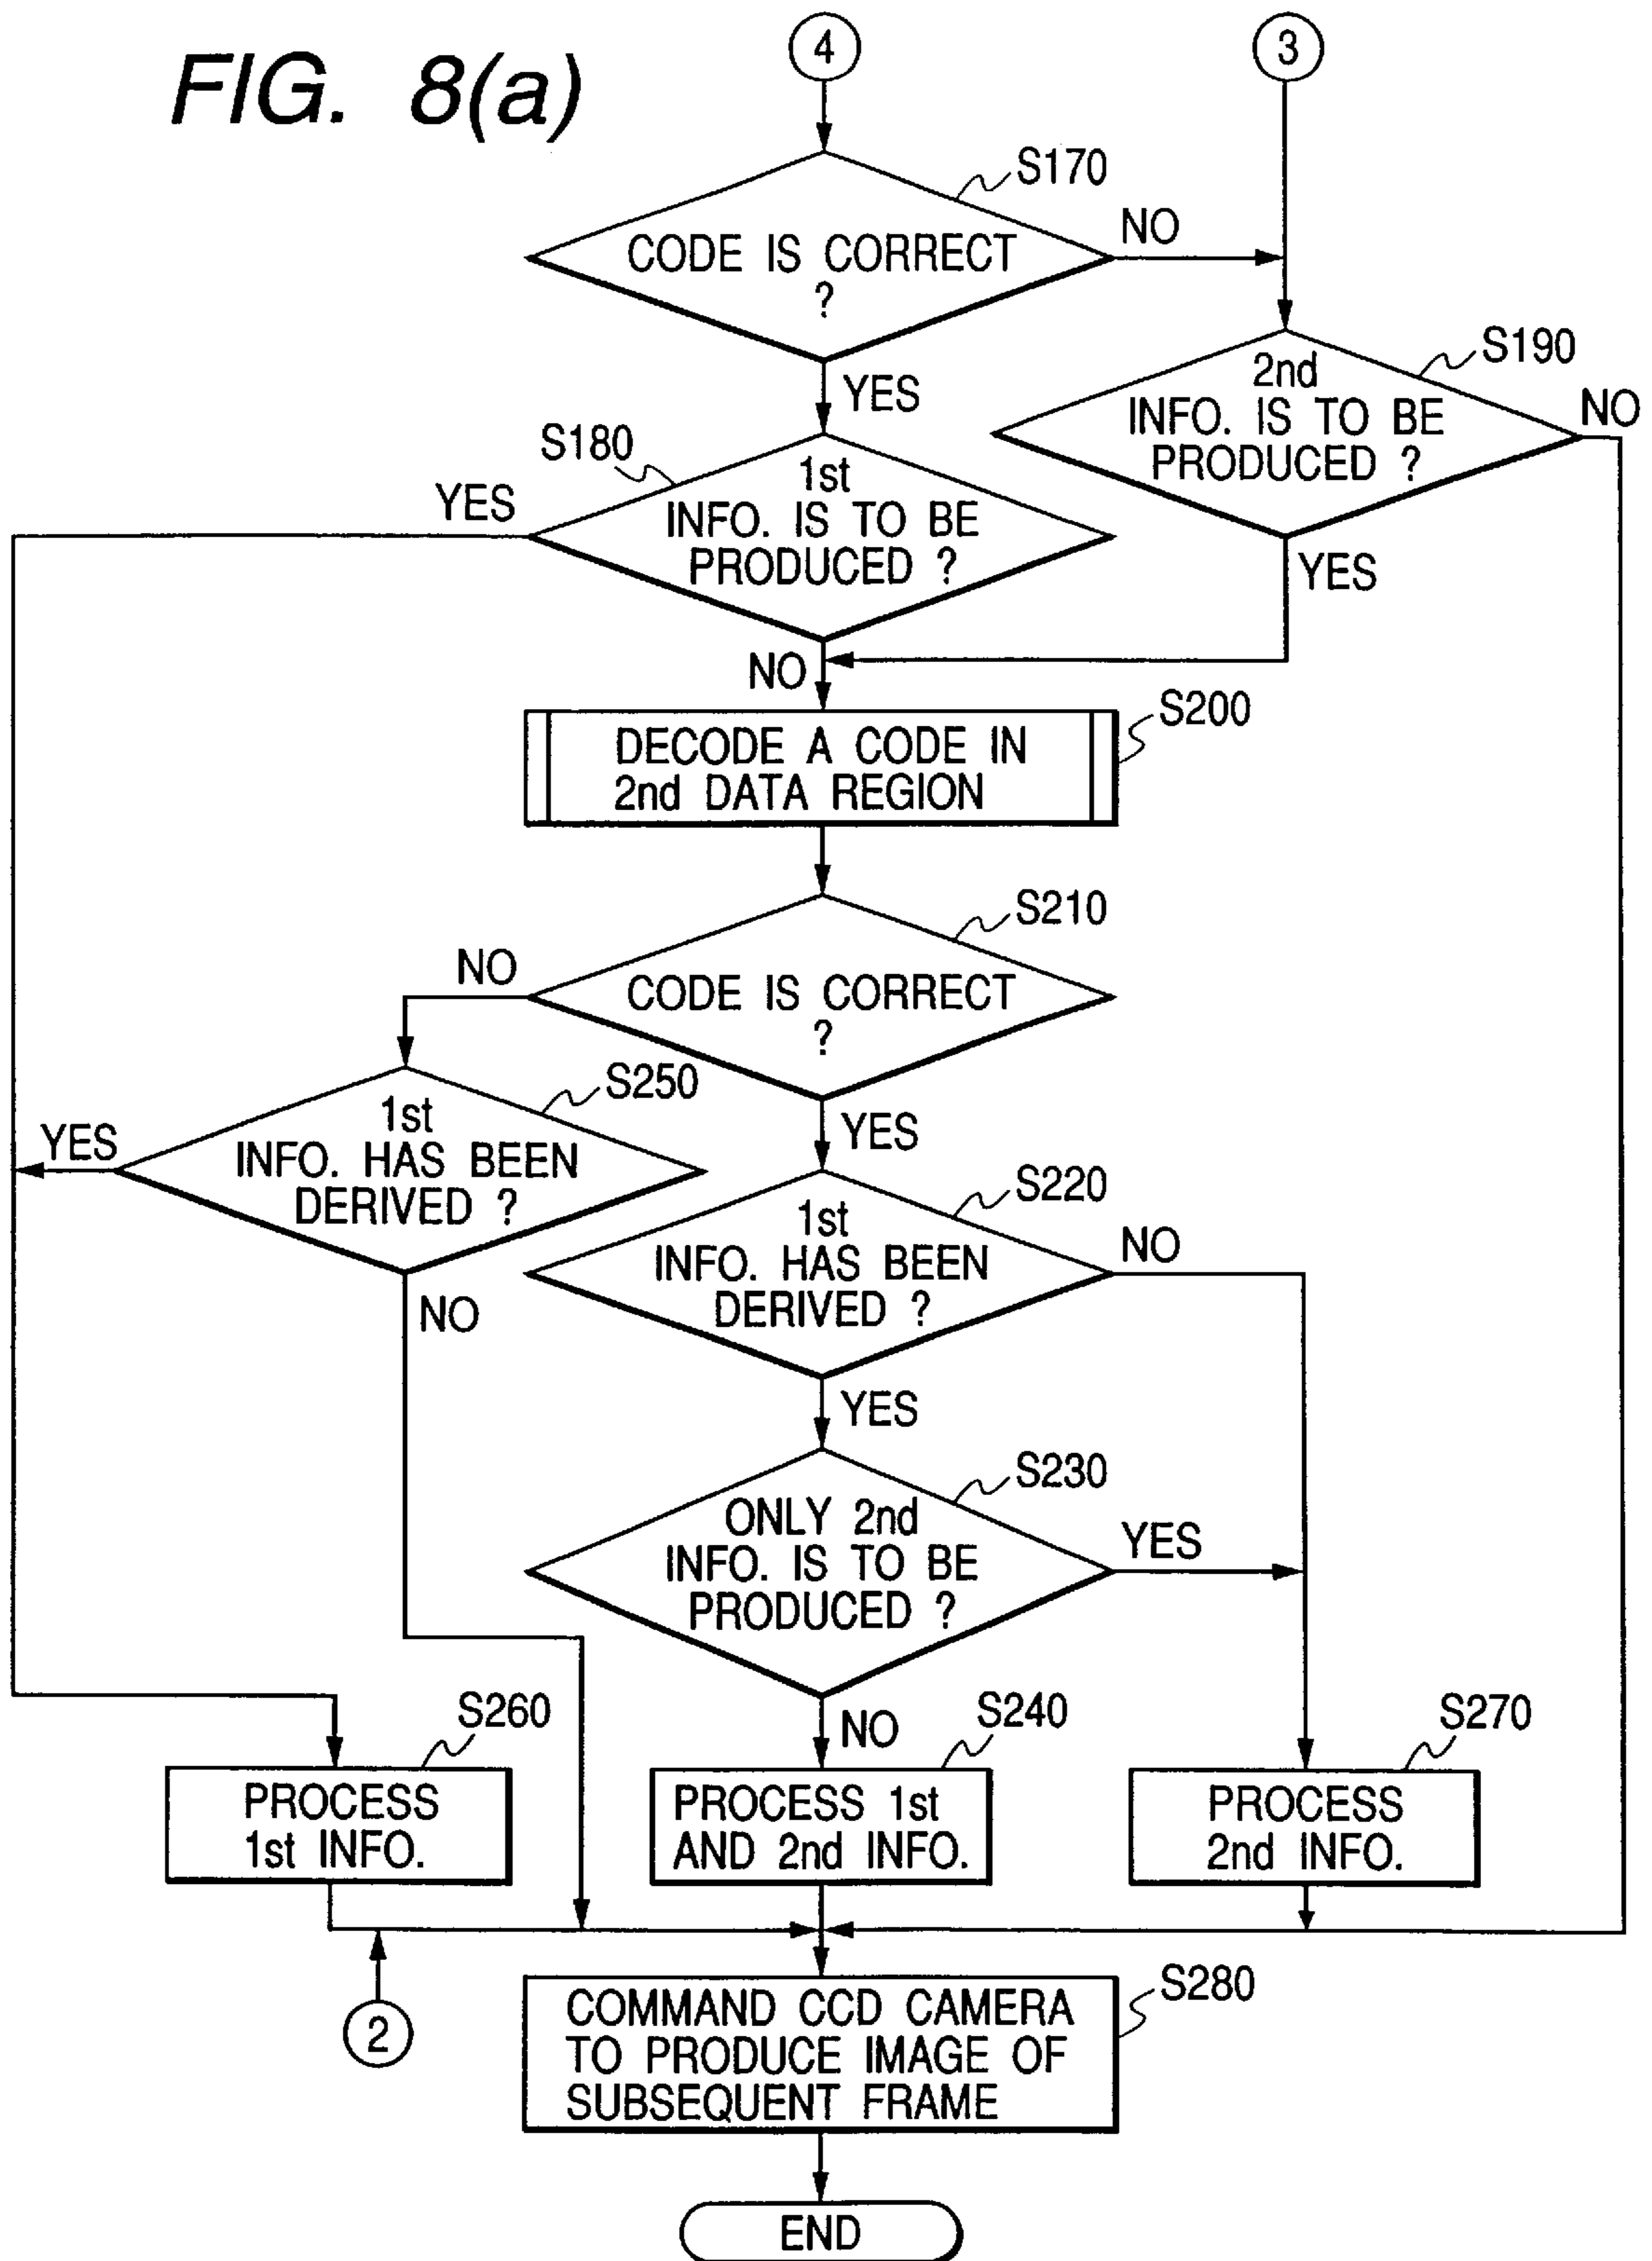 FIG. 8(a)
4
3
S170
CODE IS CORRECT
?
NO
YES
S190
2nd
INFO. IS TO BE
PRODUCED ?
NO
YES
S180
1st
INFO. IS TO BE
PRODUCED ?
YES
NO
S200
DECODE A CODE IN
2nd DATA REGION
S210
CODE IS CORRECT
?
NO
YES
S250
1st
INFO. HAS BEEN
DERIVED ?
YES
NO
S220
1st
INFO. HAS BEEN
DERIVED ?
NO
YES
S230
ONLY 2nd
INFO. IS TO BE
PRODUCED ?
YES
NO
S260
PROCESS
1st INFO.
S240
PROCESS 1st
AND 2nd INFO.
S270
PROCESS
2nd INFO.
2
S280
COMMAND CCD CAMERA
TO PRODUCE IMAGE OF
SUBSEQUENT FRAME
END